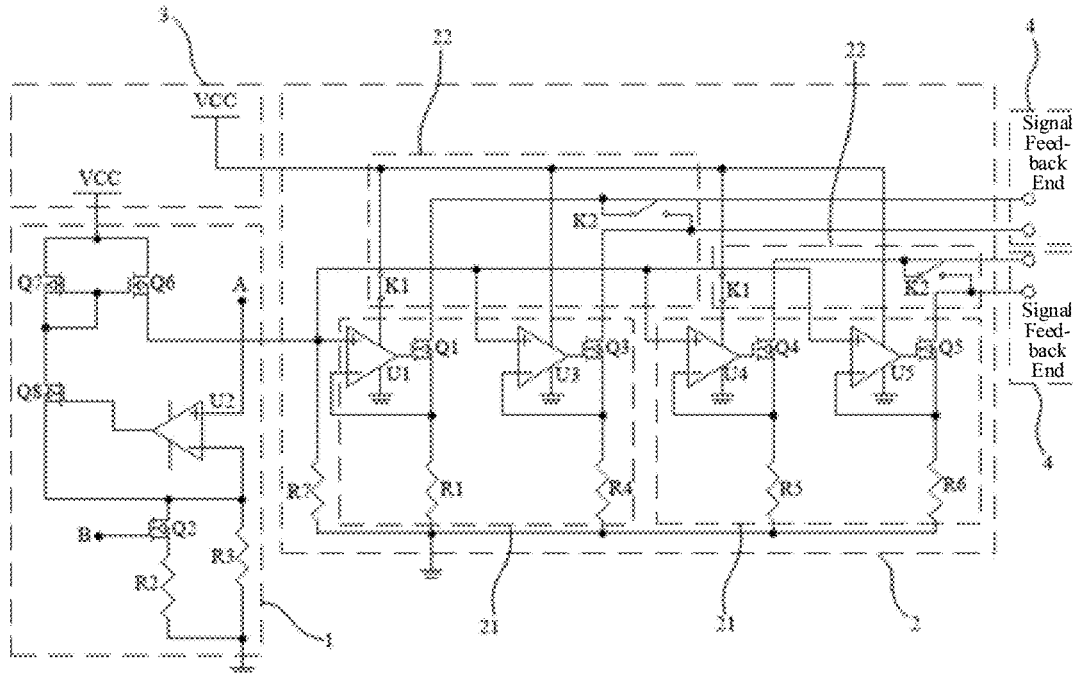 3
22
4
22
VCC
Signal
Feed-
back
End
VCC
K2
Q7
Q6
A
K1
K1
K2
Q1
Q3
Q4
Q5
U1
U3
U4
U5
Signal
Feed-
back
End
Q8
U2
4
R7
R1
R4
R5
R6
B
Q2
R3
R2
21
21
2
1